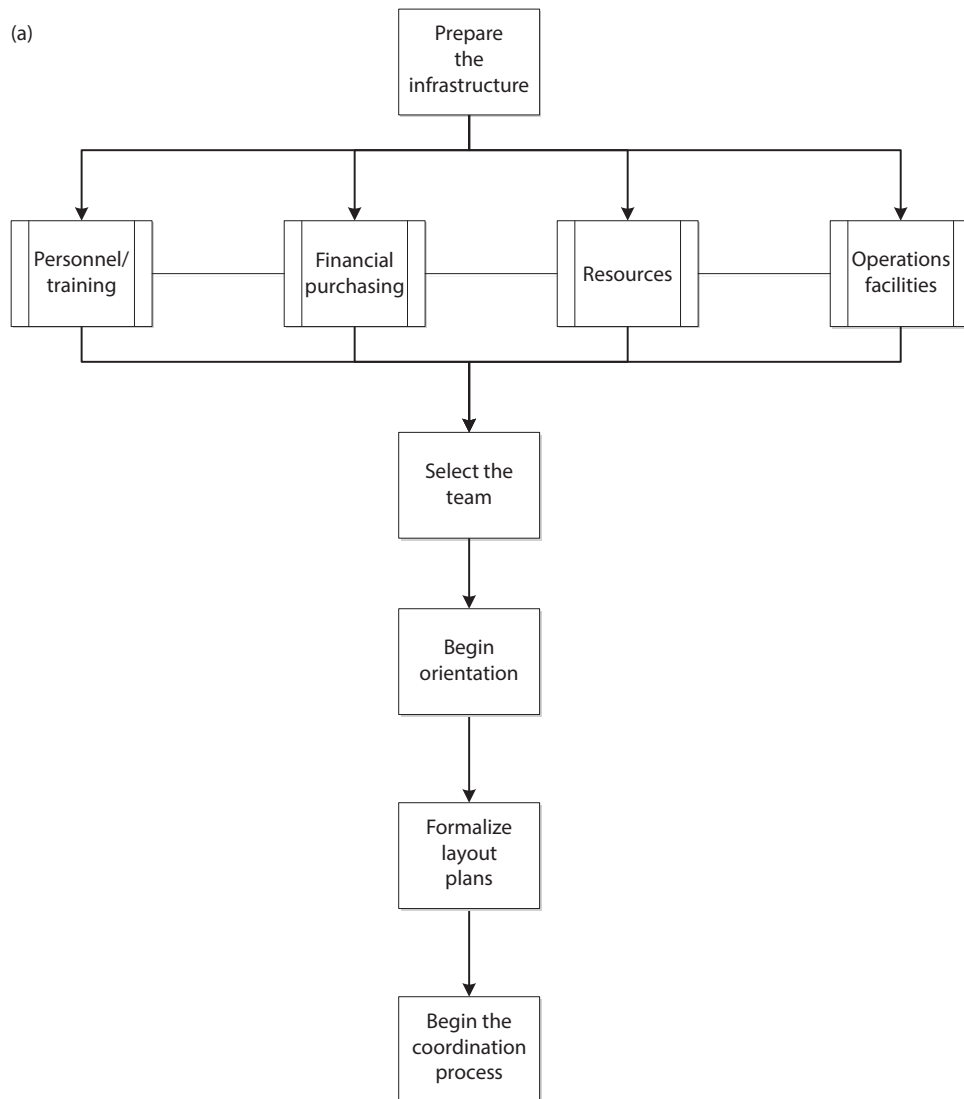 (a)
Prepare
the
infrastructure
Personnel/
training
Financial
purchasing
Resources
Operations
facilities
Select the
team
Begin
orientation
Formalize
layout
plans
Begin the
coordination
process